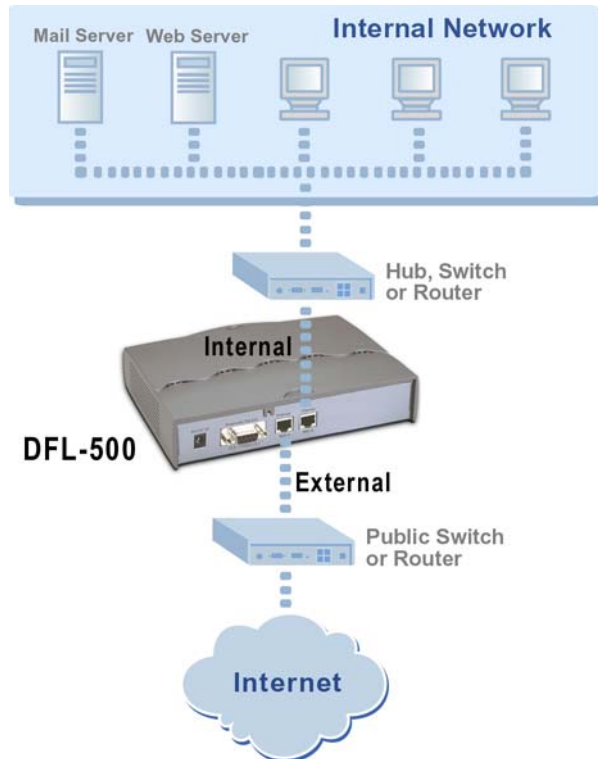 Internal Network
Mail Server Web Server
Hub, Switch
or Router
Internal
DFL-500
External
Public Switch
or Router
Internet